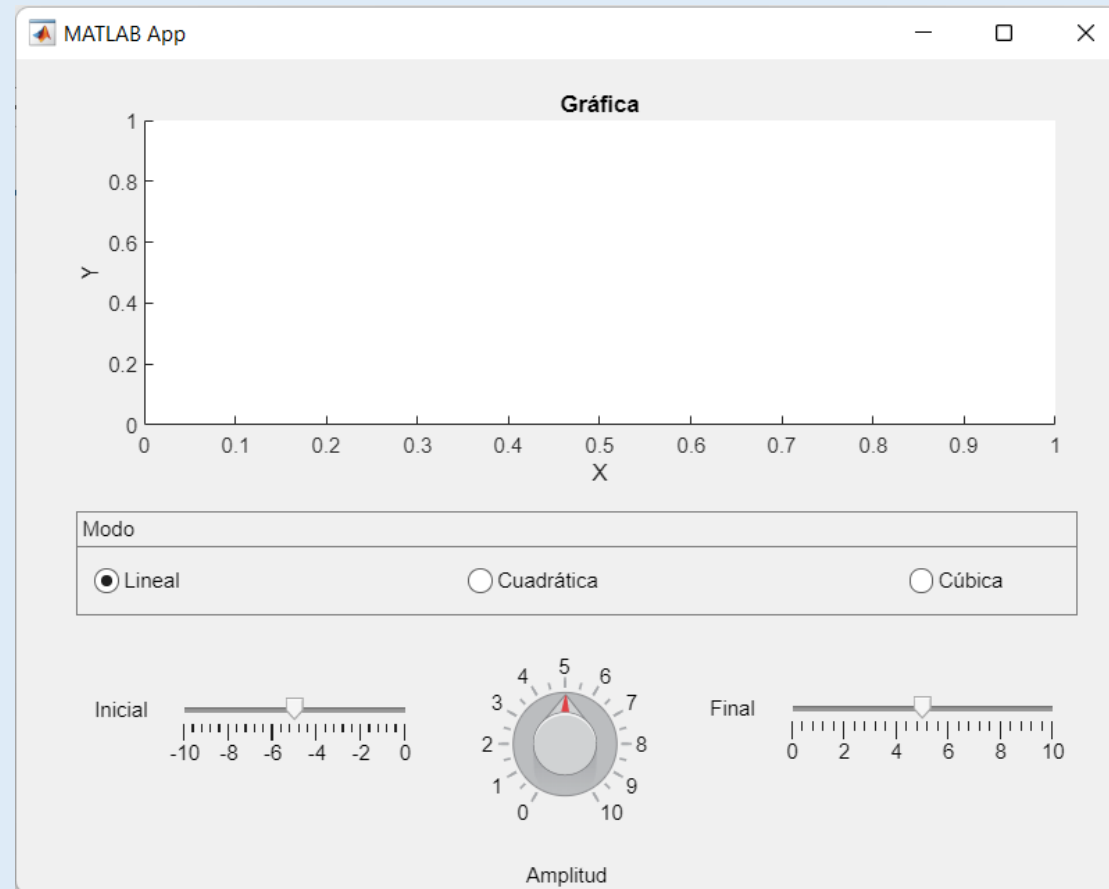 MATLAB App
Gráfica
1
0.8
0.6
Y
0.4
0.2
0
0 0.1 0.2 0.3 0.4 0.5 0.6 0.7 0.8 0.9 1
X
Modo
Lineal Cuadrática Cúbica
Inicial
-10 -8 -6 -4 -2 0
0 1 2 3 4 5 6 7 8 9 10
Amplitud
Final
0 2 4 6 8 10